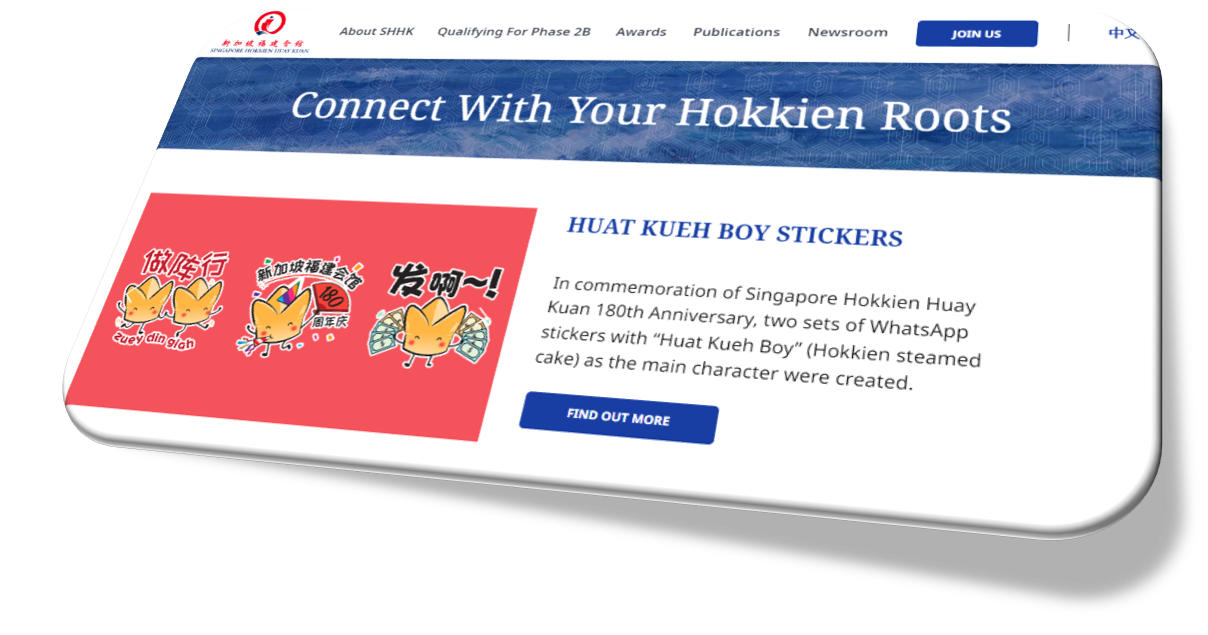 新加坡福建会馆
SINGAPORE HOKKIEN HUAY KUAN
About SHHK
Qualifying For Phase 2B
Awards
Publications
Newsroom
JOIN US
中文
Connect With Your Hokkien Roots
做阵行
zuey din giah
新加坡福建会馆
180
周年庆
发啊~!
HUAT KUEH BOY STICKERS
In commemoration of Singapore Hokkien Huay
Kuan 180th Anniversary, two sets of WhatsApp
stickers with “Huat Kueh Boy” (Hokkien steamed
cake) as the main character were created.
FIND OUT MORE